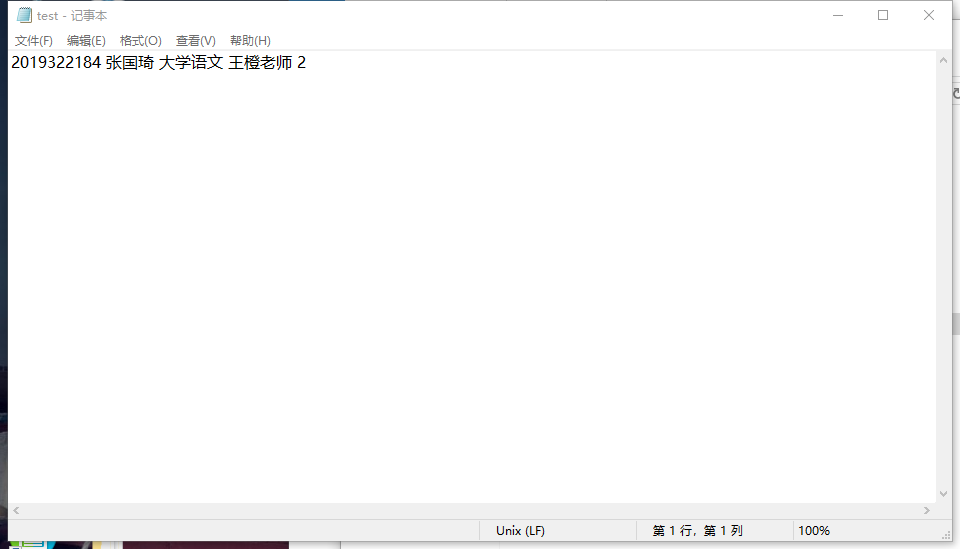 test - 记事本
文件(F) 编辑(E) 格式(O) 查看(V) 帮助(H)
2019322184 张国琦 大学语文 王橙老师 2
Unix (LF) 第 1 行，第 1 列 100%